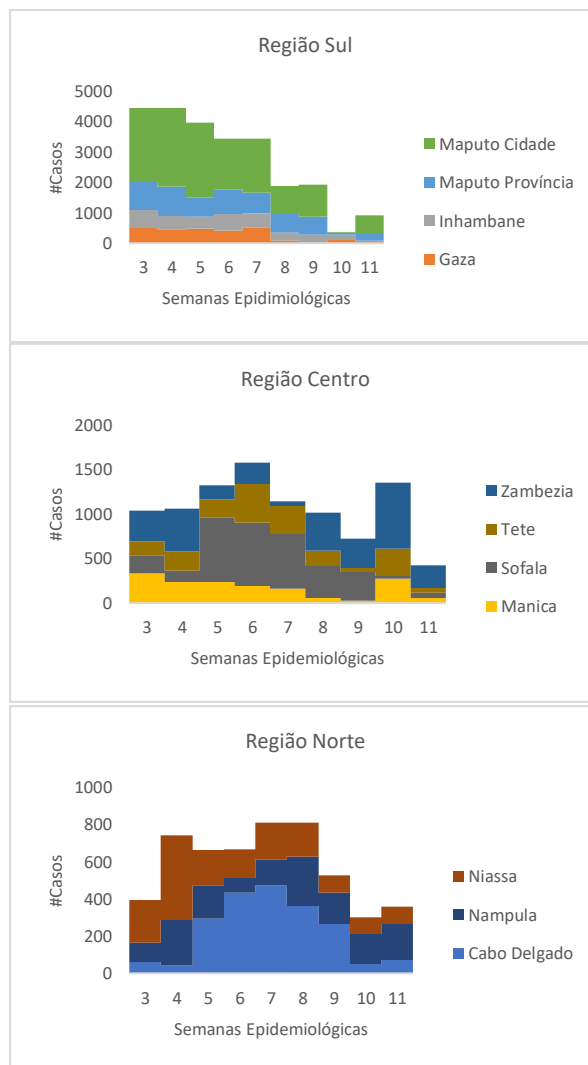 Região Sul
5000
4000
3000
2000
1000
0
#Casos
3 4 5 6 7 8 9 10 11
Semanas Epidimiológicas
Maputo Cidade
Maputo Província
Inhambane
Gaza
Região Centro
2000
1500
1000
500
0
#Casos
3 4 5 6 7 8 9 10 11
Semanas Epidemiológicas
Zambezia
Tete
Sofala
Manica
Região Norte
1000
800
600
400
200
0
#Casos
3 4 5 6 7 8 9 10 11
Semanas Epidemiológicas
Niassa
Nampula
Cabo Delgado